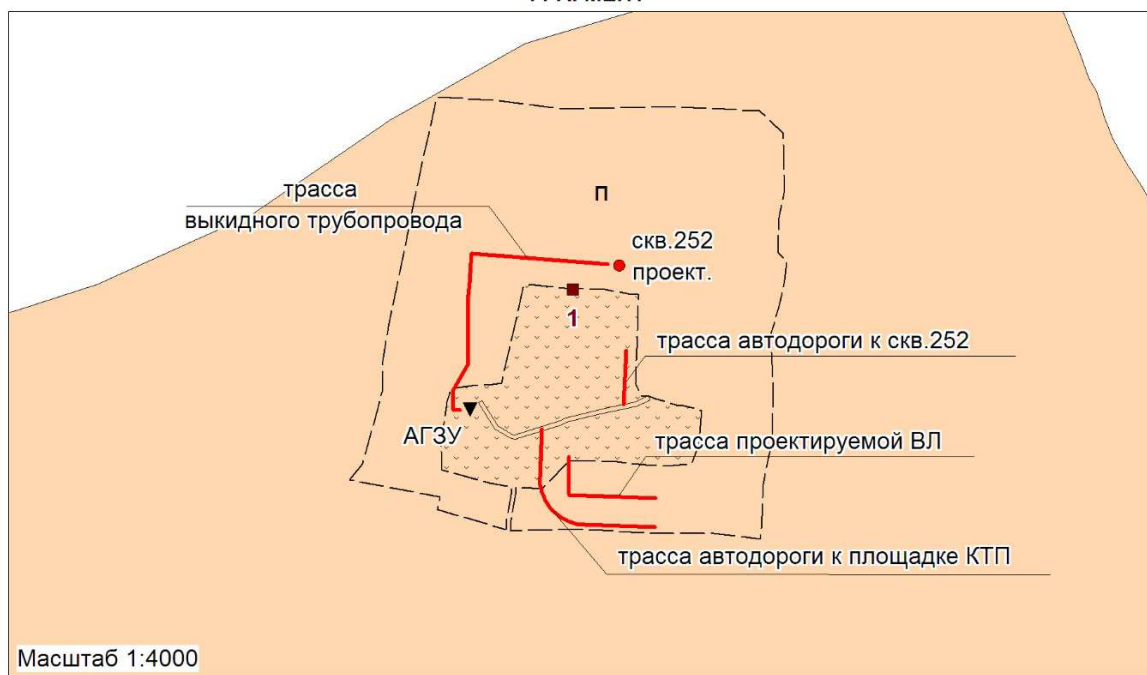 П
трасса
выкидного трубопровода
скв.252
проект.
1
трасса автодороги к скв.252
АГЗУ
трасса проектируемой ВЛ
трасса автодороги к площадке КТП
Масштаб 1:4000